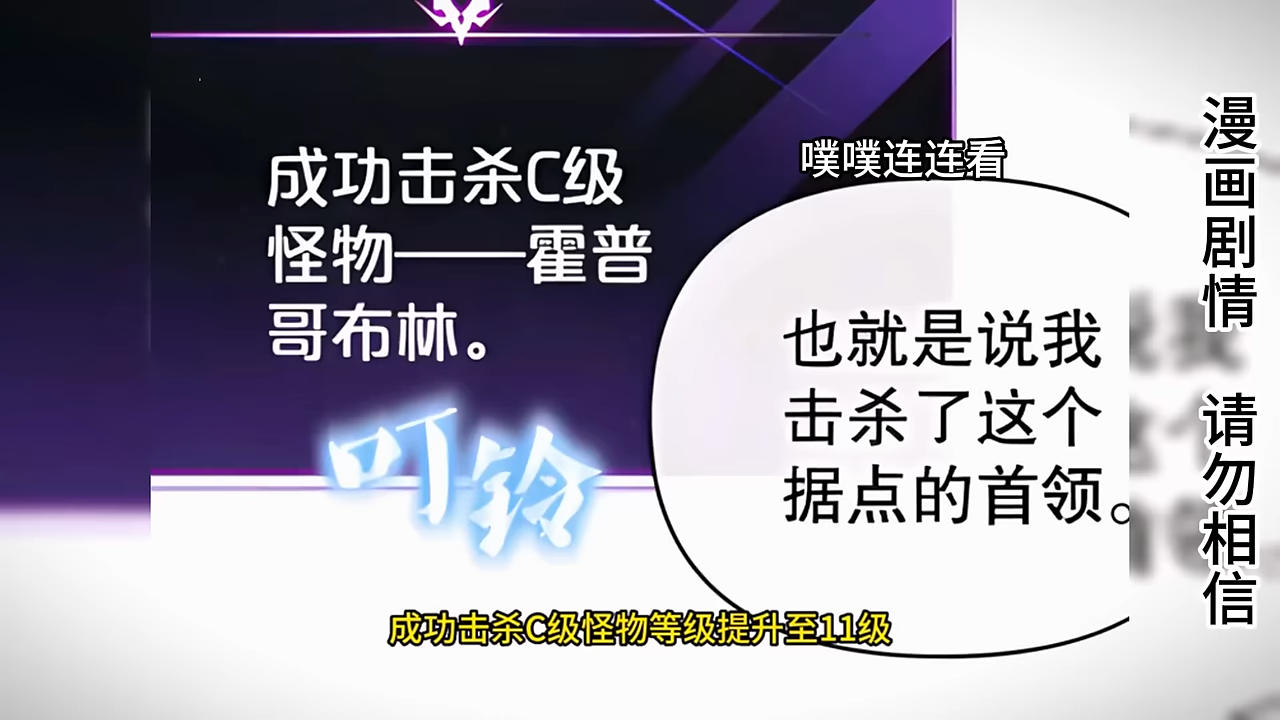 成功击杀C级
怪物——霍普
哥布林。
叮铃
噗噗连连看
也就是说我
击杀了这个
据点的首领。
成功击杀C级怪物等级提升至11级
漫画剧情 请勿相信